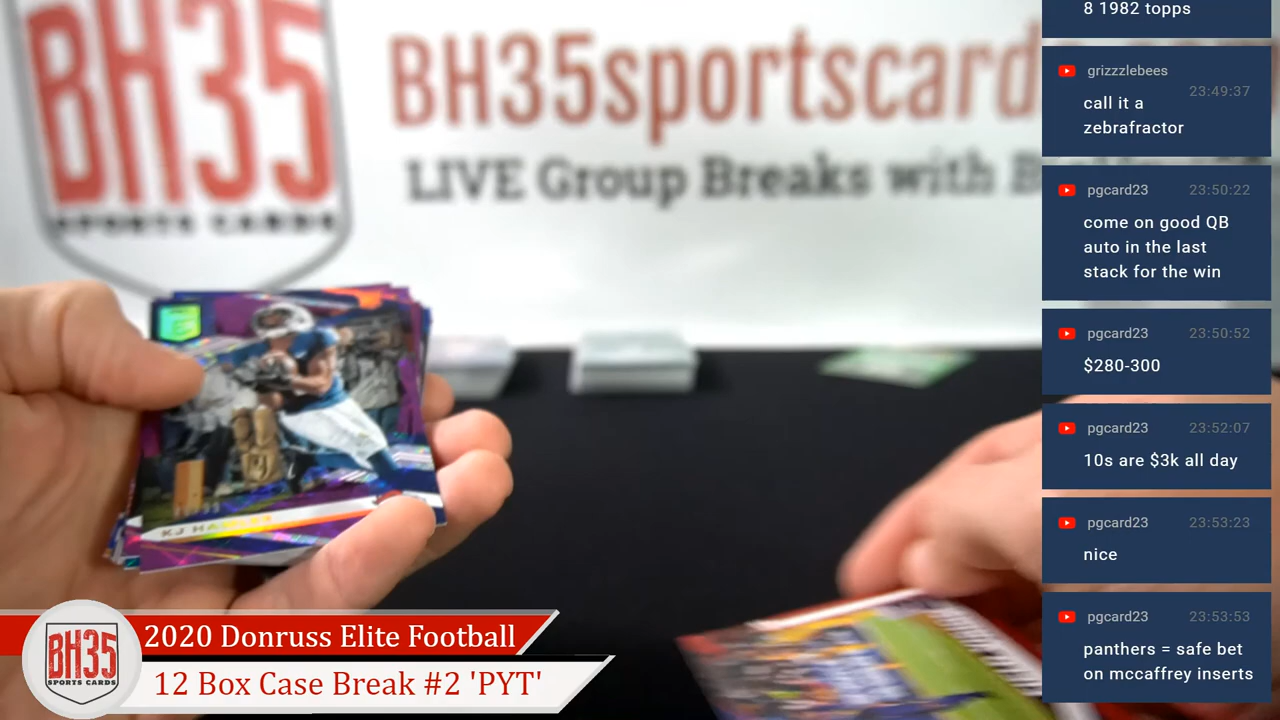 BH35
SPORTS CARDS
BH35sportscard
LIVE Group Breaks with
8 1982 topps
grizzzlebees
23:49:37
call it a
zebrafractor
pgcard23 23:50:22
come on good QB
auto in the last
stack for the win
pgcard23 23:50:52
$280-300
pgcard23 23:52:07
10s are $3k all day
pgcard23 23:53:23
nice
pgcard23 23:53:53
panthers = safe bet
on mccaffrey inserts
KJ
BH35
SPORTS CARDS
2020 Donruss Elite Football
12 Box Case Break #2 'PYT'